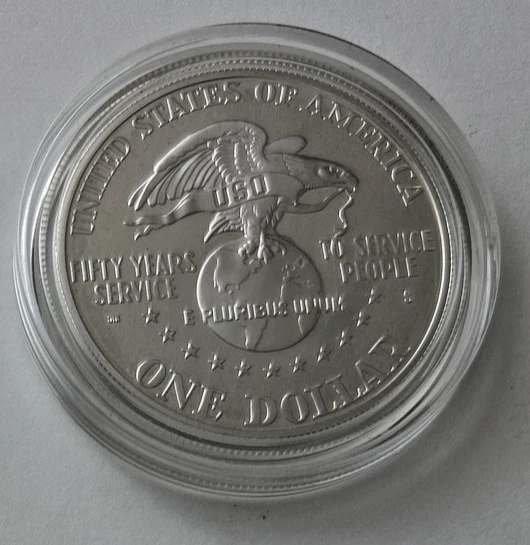 UNITED STATES OF AMERICA
USO
FIFTY YEARS
SERVICE
TO SERVICE
PEOPLE
E PLURIBUS UNUM
S
ONE DOLLAR